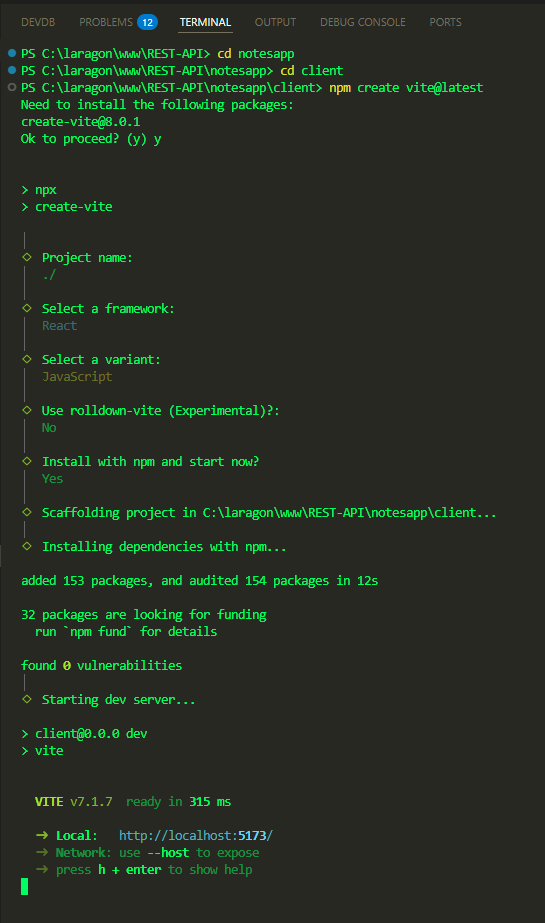 DEVDB PROBLEMS 12 TERMINAL OUTPUT DEBUG CONSOLE PORTS
PS C:\laragon\www\REST-API> cd notesapp
PS C:\laragon\www\REST-API\notesapp> cd client
PS C:\laragon\www\REST-API\notesapp\client> npm create vite@latest
Need to install the following packages:
create-vite@8.0.1
Ok to proceed? (y) y
> npx
> create-vite
Project name:
./
Select a framework:
React
Select a variant:
JavaScript
Use rolldown-vite (Experimental)?:
No
Install with npm and start now?
Yes
Scaffolding project in C:\laragon\www\REST-API\notesapp\client...
Installing dependencies with npm...
added 153 packages, and audited 154 packages in 12s
32 packages are looking for funding
run `npm fund` for details
found 0 vulnerabilities
Starting dev server...
> client@0.0.0 dev
> vite
VITE v7.1.7 ready in 315 ms
➜ Local: http://localhost:5173/
➜ Network: use --host to expose
➜ press h + enter to show help